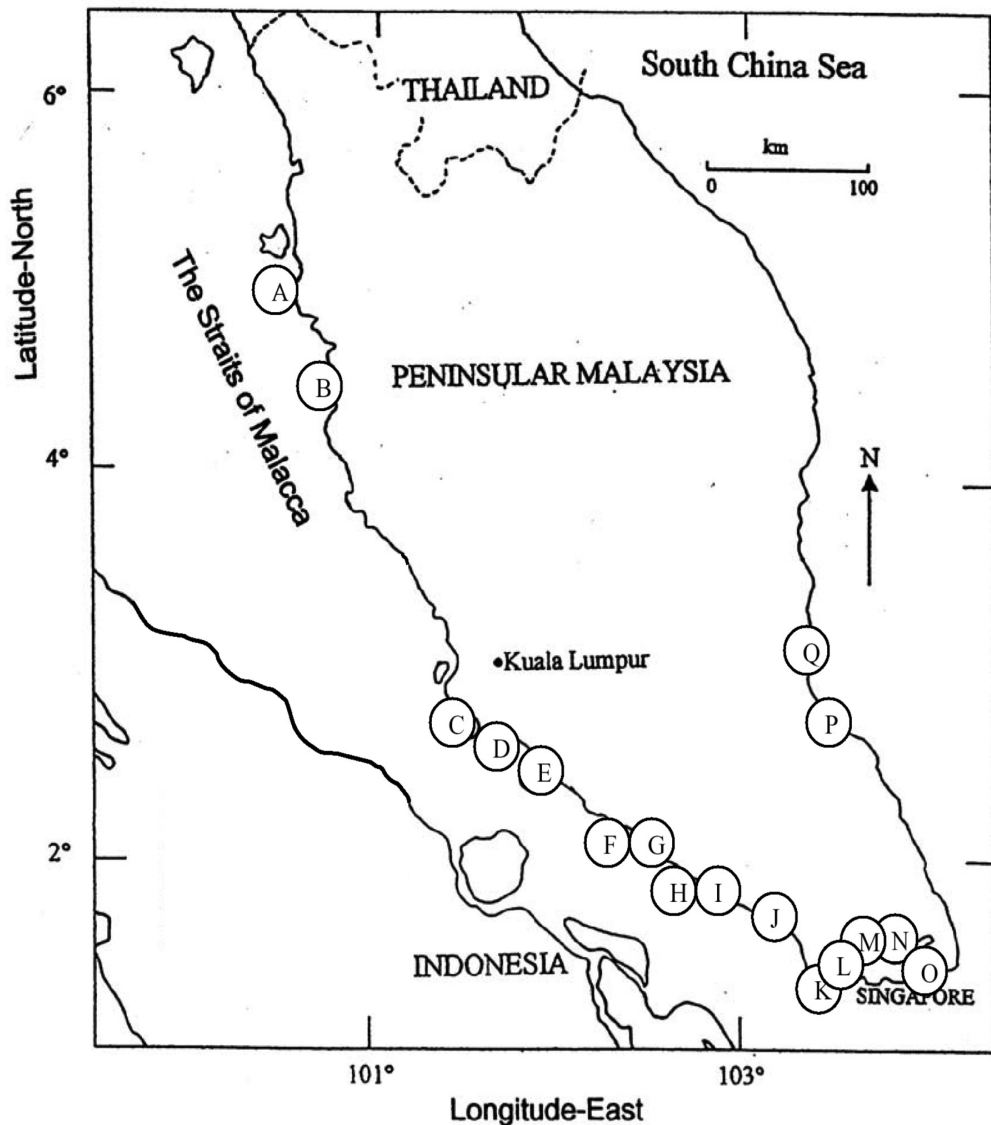 South China Sea
6°
THAILAND
km
0 100
Latitude-North
The Straits of Malacca
A
B
PENINSULAR MALAYSIA
4°
N
Kuala Lumpur
Q
C
P
D
E
2°
F
G
H
I
J
M
N
L
O
INDONESIA
K
SINGAPORE
101°
103°
Longitude-East